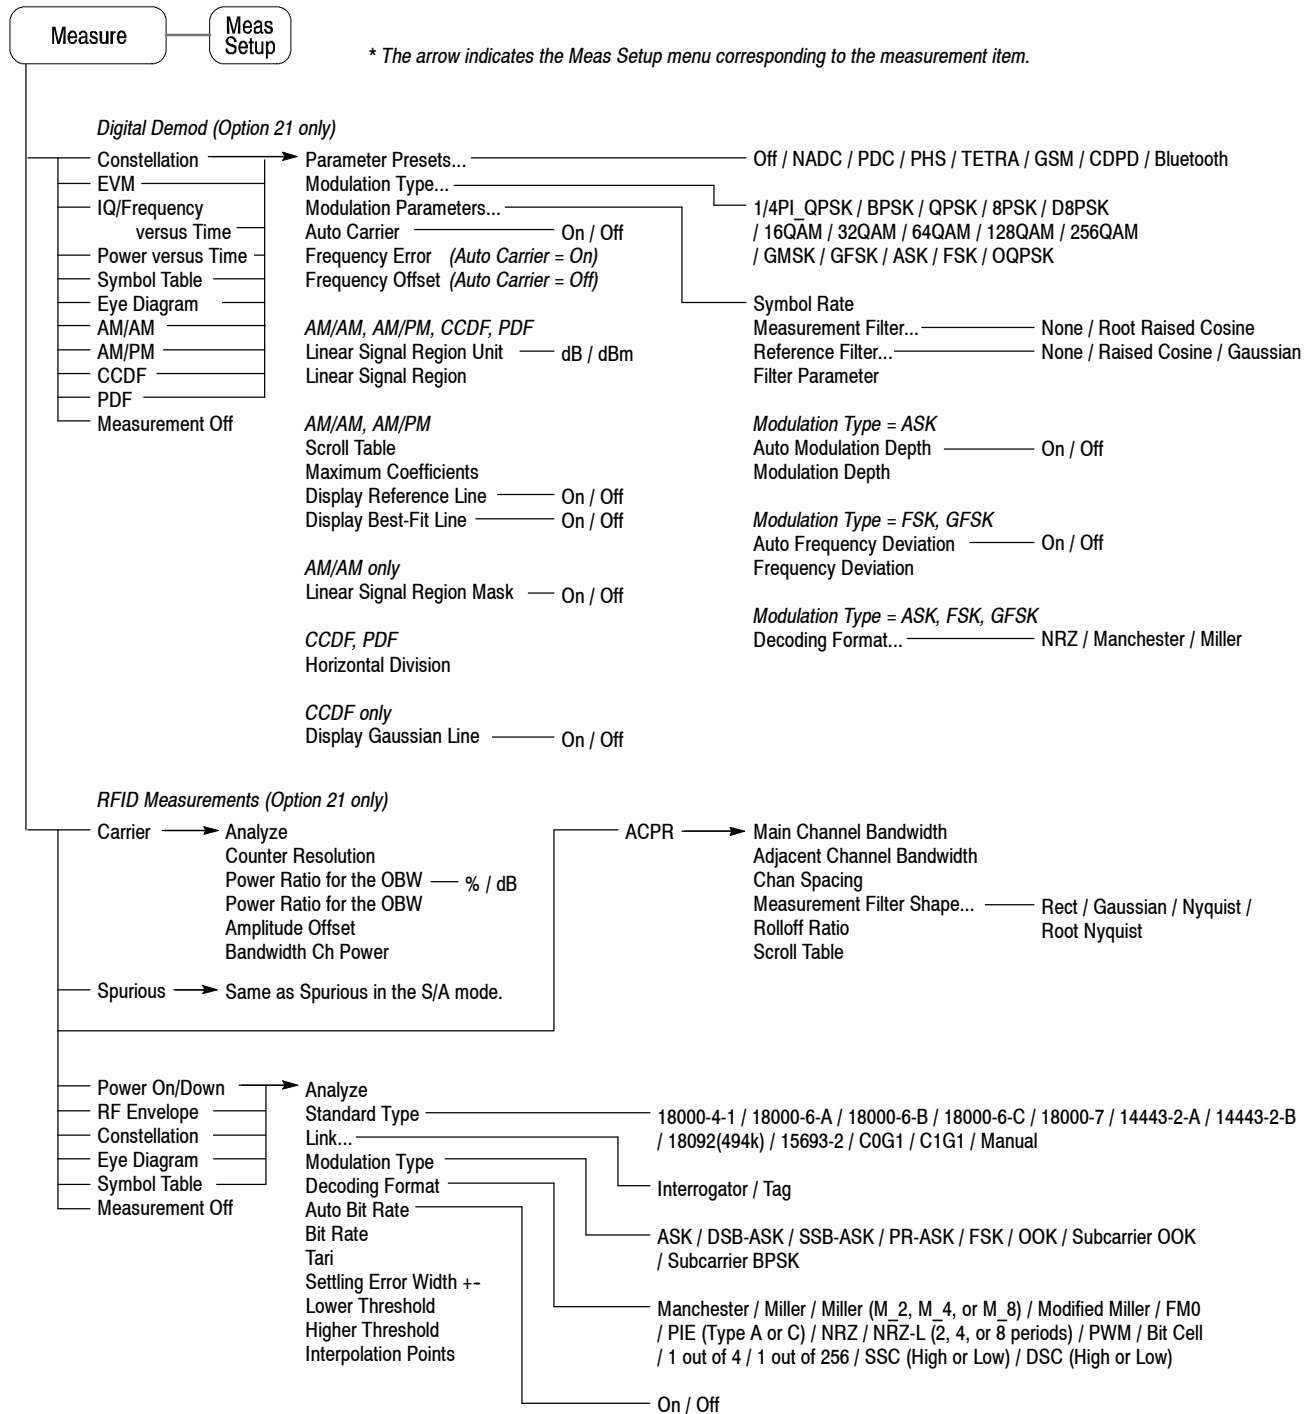 Measure
Meas
Setup
* The arrow indicates the Meas Setup menu corresponding to the measurement item.
Digital Demod (Option 21 only)
Constellation
EVM
IQ/Frequency
versus Time
Power versus Time
Symbol Table
Eye Diagram
AM/AM
AM/PM
CCDF
PDF
Measurement Off
Parameter Presets...
Modulation Type...
Modulation Parameters...
Auto Carrier On / Off
Frequency Error (Auto Carrier = On)
Frequency Offset (Auto Carrier = Off)
AM/AM, AM/PM, CCDF, PDF
Linear Signal Region Unit dB / dBm
Linear Signal Region
AM/AM, AM/PM
Scroll Table
Maximum Coefficients
Display Reference Line On / Off
Display Best-Fit Line On / Off
AM/AM only
Linear Signal Region Mask On / Off
CCDF, PDF
Horizontal Division
CCDF only
Display Gaussian Line On / Off
Off / NADC / PDC / PHS / TETRA / GSM / CDPD / Bluetooth
1/4PI_QPSK / BPSK / QPSK / 8PSK / D8PSK
/ 16QAM / 32QAM / 64QAM / 128QAM / 256QAM
/ GMSK / GFSK / ASK / FSK / OQPSK
Symbol Rate
Measurement Filter... None / Root Raised Cosine
Reference Filter... None / Raised Cosine / Gaussian
Filter Parameter
Modulation Type = ASK
Auto Modulation Depth On / Off
Modulation Depth
Modulation Type = FSK, GFSK
Auto Frequency Deviation On / Off
Frequency Deviation
Modulation Type = ASK, FSK, GFSK
Decoding Format... NRZ / Manchester / Miller
RFID Measurements (Option 21 only)
Carrier
Analyze
Counter Resolution
Power Ratio for the OBW % / dB
Power Ratio for the OBW
Amplitude Offset
Bandwidth Ch Power
Spurious Same as Spurious in the S/A mode.
ACPR
Main Channel Bandwidth
Adjacent Channel Bandwidth
Chan Spacing
Measurement Filter Shape... Rect / Gaussian / Nyquist /
Root Nyquist
Rolloff Ratio
Scroll Table
Power On/Down
RF Envelope
Constellation
Eye Diagram
Symbol Table
Measurement Off
Analyze
Standard Type
Link...
Modulation Type
Decoding Format
Auto Bit Rate
Bit Rate
Tari
Settling Error Width +-
Lower Threshold
Higher Threshold
Interpolation Points
18000-4-1 / 18000-6-A / 18000-6-B / 18000-6-C / 18000-7 / 14443-2-A / 14443-2-B
/ 18092(494k) / 15693-2 / C0G1 / C1G1 / Manual
Interrogator / Tag
ASK / DSB-ASK / SSB-ASK / PR-ASK / FSK / OOK / Subcarrier OOK
/ Subcarrier BPSK
Manchester / Miller / Miller (M_2, M_4, or M_8) / Modified Miller / FM0
/ PIE (Type A or C) / NRZ / NRZ-L (2, 4, or 8 periods) / PWM / Bit Cell
/ 1 out of 4 / 1 out of 256 / SSC (High or Low) / DSC (High or Low)
On / Off